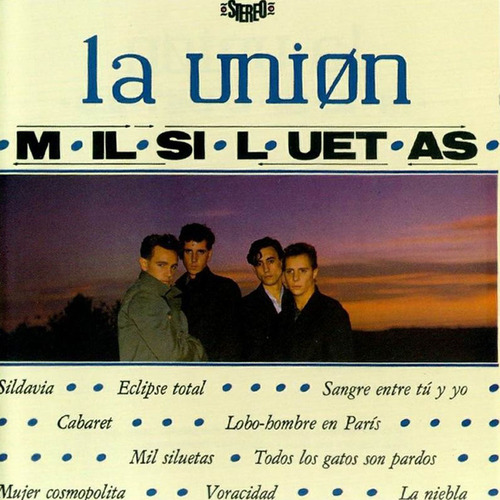 STEREO
la uniøn
M·IL·SI·L·UET·AS
Sildavia • • Eclipse total • • • • Sangre entre tú y yo
• • Cabaret • • Lobo-hombre en París • • • •
• • • • Mil siluetas • Todos los gatos son pardos •
Mujer cosmopolita • Voracidad • • La niebla